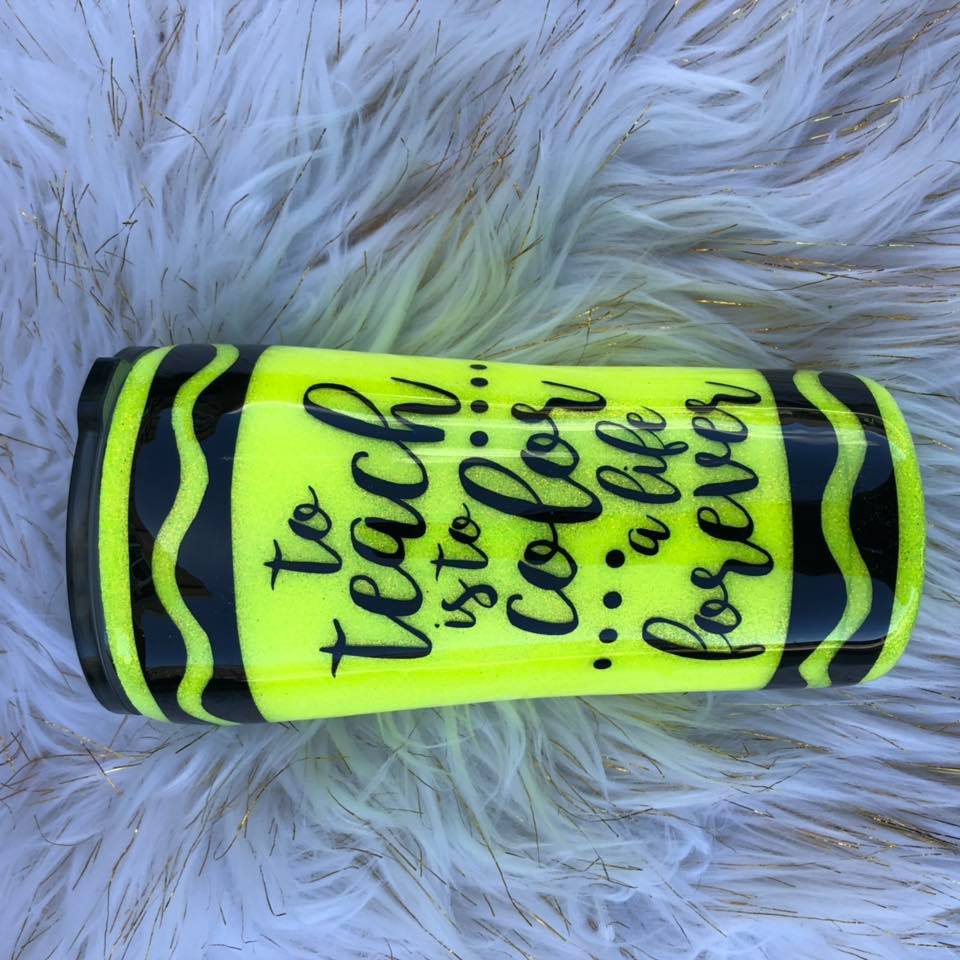 to
teach
is to
color
a life
forever